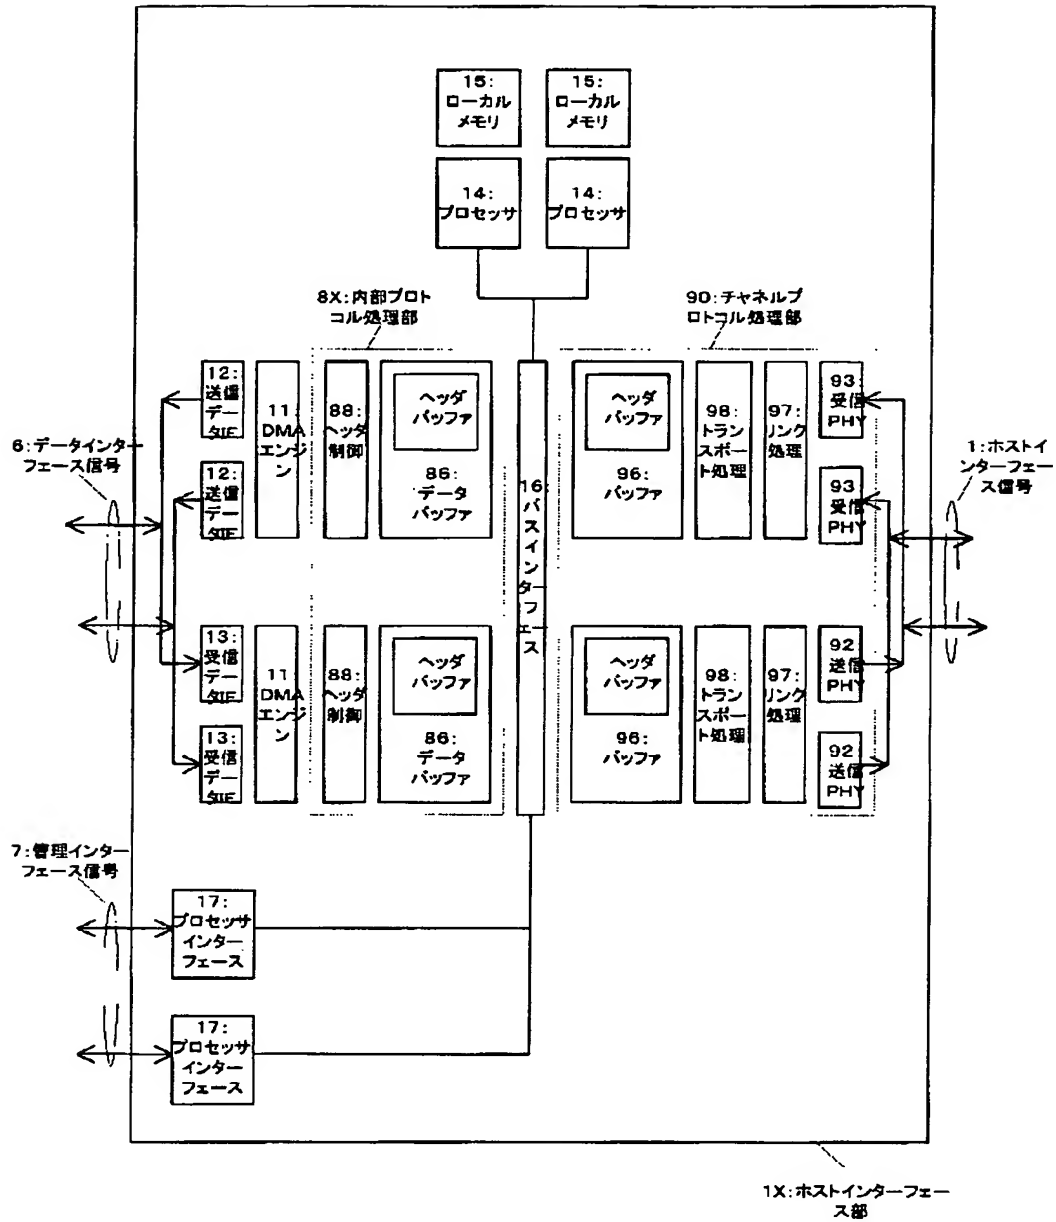 15:
ローカル
メモリ
15:
ローカル
メモリ
14:
プロセッサ
14:
プロセッサ
8X:内部プロト
コル処理部
90:チャネルプ
ロトコル処理部
12:
送信
デー
タIF
11:
DMA
エンジ
ン
88:
ヘッダ
制御
ヘッダ
バッファ
86:
データ
バッファ
ヘッダ
バッファ
96:
バッファ
98:
トラン
スポー
ト処理
97:
リンク
処理
93:
受信
PHY
6:データインター
フェース信号
12:
送信
デー
タIF
16:
バスインターフェース
93
受信
PHY
1:ホストイ
ンターフェー
ス信号
13:
受信
デー
タIF
11:
DMA
エンジ
ン
88:
ヘッダ
制御
ヘッダ
バッファ
86:
データ
バッファ
ヘッダ
バッファ
96:
バッファ
98:
トラン
スポー
ト処理
97:
リンク
処理
92
送信
PHY
13:
受信
デー
タIF
92
送信
PHY
7:管理インター
フェース信号
17:
プロセッサ
インター
フェース
17:
プロセッサ
インター
フェース
1X:ホストインターフェー
ス部